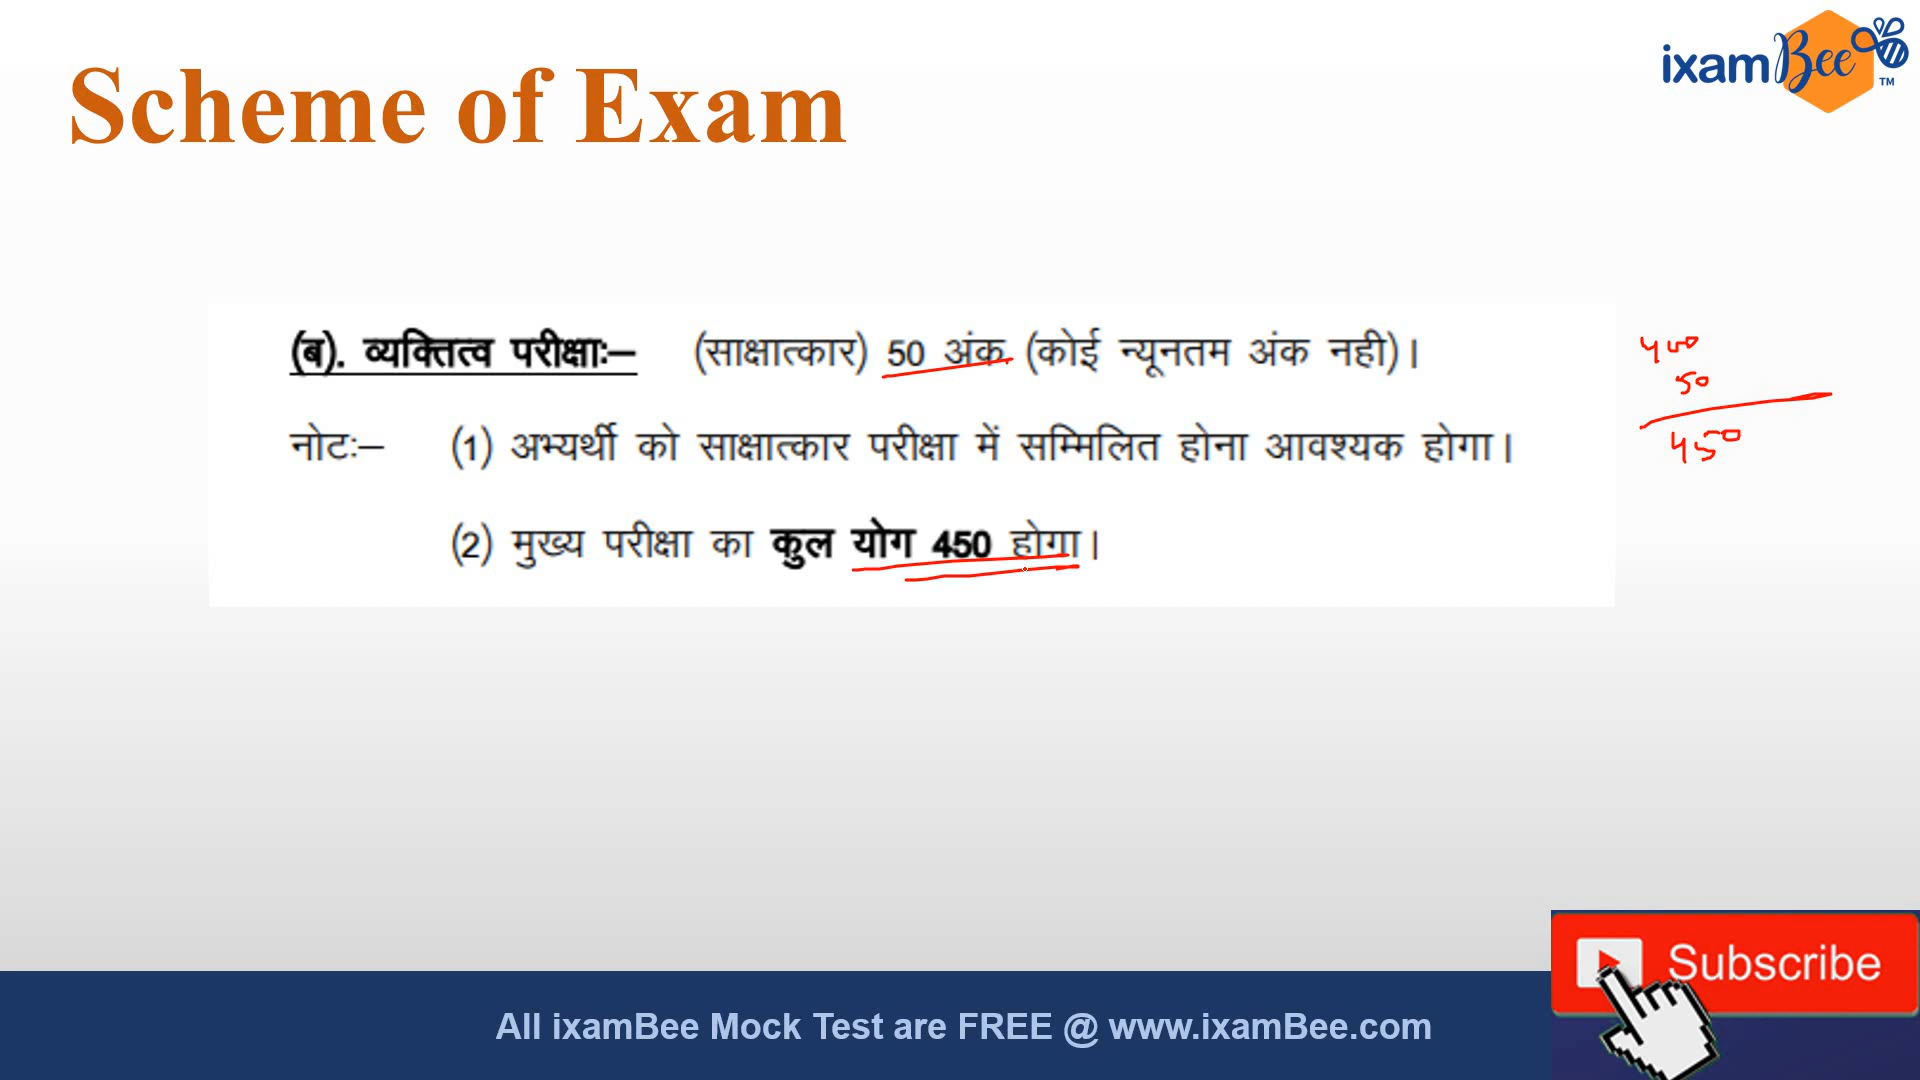 Scheme of Exam
ixamBee
TM
(ब). व्यक्तित्व परीक्षाः– (साक्षात्कार) 50 अंक. (कोई न्यूनतम अंक नही)।
400
50
450
नोटः– (1) अभ्यर्थी को साक्षात्कार परीक्षा में सम्मिलित होना आवश्यक होगा।
(2) मुख्य परीक्षा का कुल योग 450 होगा।
Subscribe
All ixamBee Mock Test are FREE @ www.ixamBee.com